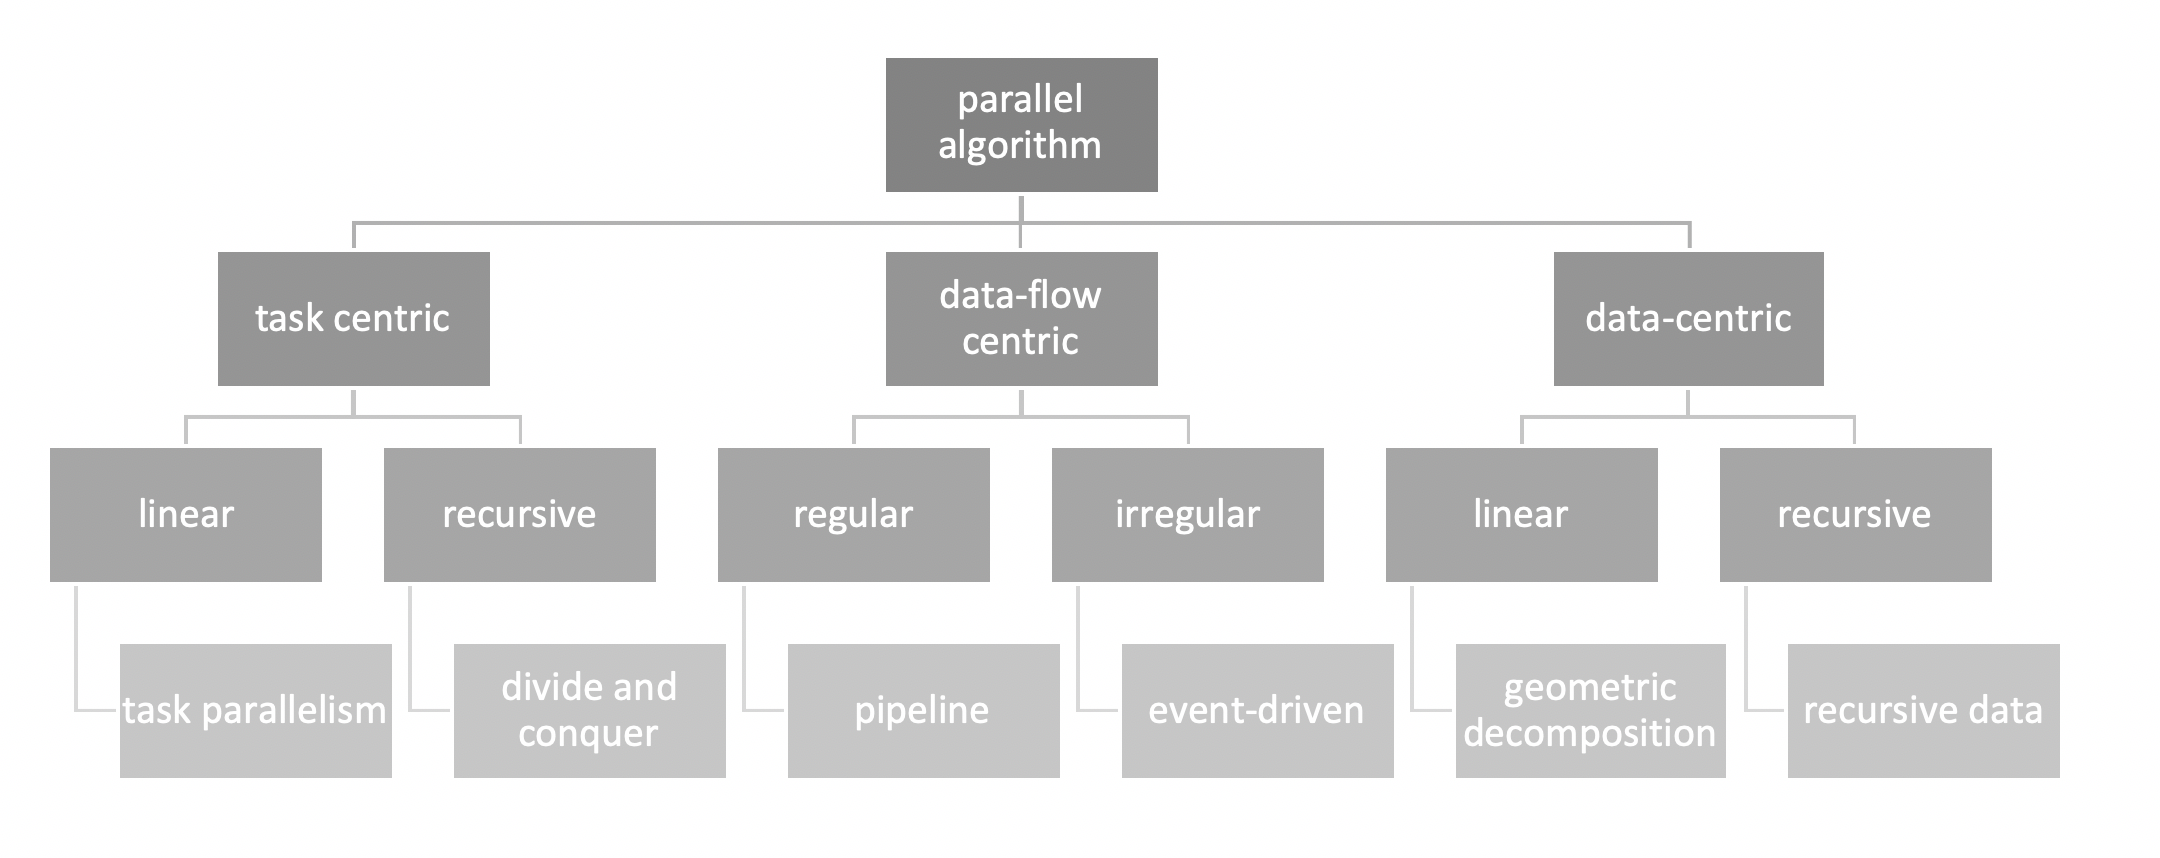 parallel
algorithm
task centric
data-flow
centric
data-centric
linear
recursive
regular
irregular
linear
recursive
task parallelism
divide and
conquer
pipeline
event-driven
geometric
decomposition
recursive data